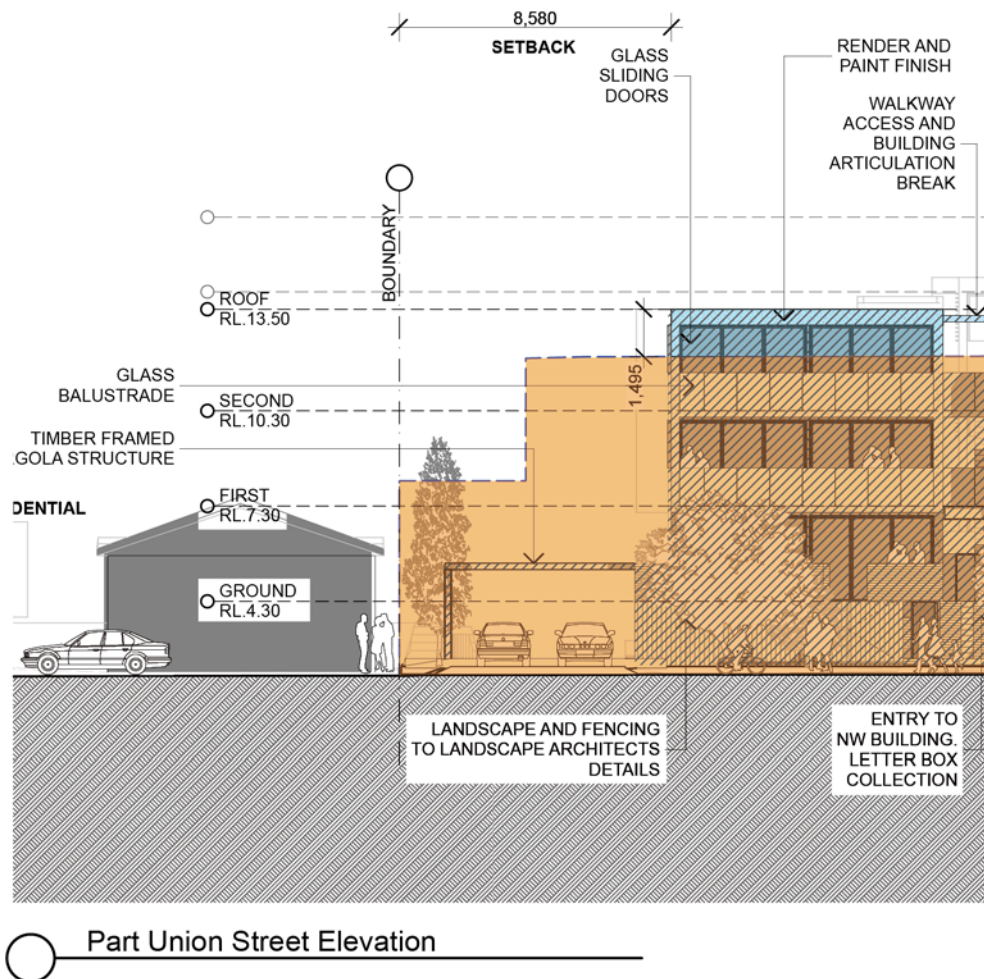 8,580
SETBACK
GLASS
SLIDING
DOORS
RENDER AND
PAINT FINISH
WALKWAY
ACCESS AND
BUILDING
ARTICULATION
BREAK
BOUNDARY
ROOF
RL.13.50
1,495
GLASS
BALUSTRADE
SECOND
RL.10.30
TIMBER FRAMED
GOLA STRUCTURE
DENTIAL
FIRST
RL.7.30
GROUND
RL.4.30
LANDSCAPE AND FENCING
TO LANDSCAPE ARCHITECTS
DETAILS
ENTRY TO
NW BUILDING.
LETTER BOX
COLLECTION
Part Union Street Elevation